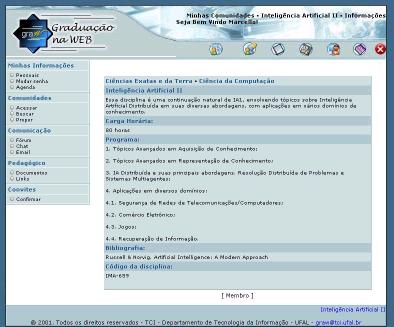 Graduação
na WEB
graw
Minhas Comunidades • Inteligência Artificial II • Informações
Seja Bem Vindo Marcella!
Minhas Informações
Pessoais
Mudar senha
Agenda
Comunidades
Acessar
Buscar
Propor
Comunicação
Fórum
Chat
Email
Pedagógico
Documentos
Links
Convites
Confirmar
Ciências Exatas e da Terra • Ciência da Computação
Inteligência Artificial II
Essa disciplina é uma continuação natural de IA1, envolvendo tópicos sobre Inteligência
Artificial Distribuída em suas diversas abordagens, com aplicações em vários domínios de
conhecimento.
Carga Horária:
80 horas
Programa:
1. Tópicos Avançados em Aquisição de Conhecimento;
2. Tópicos Avançados em Representação de Conhecimento;
3. IA Distribuída e suas principais abordagens: Resolução Distribuída de Problemas e
Sistemas Multiagentes;
4. Aplicações em diversos domínios:
4.1. Segurança de Redes de Telecomunicações/Computadores;
4.2. Comércio Eletrônico;
4.3. Jogos;
4.4. Recuperação de Informação.
Bibliografia:
Russell & Norvig. Artificial Intelligence: A Modern Approach
Código da disciplina:
IMA-659
[ Membro ]
Inteligência Artificial II
© 2001. Todos os direitos reservados - TCI - Departamento de Tecnologia da Informação - UFAL - graw@tci.ufal.br